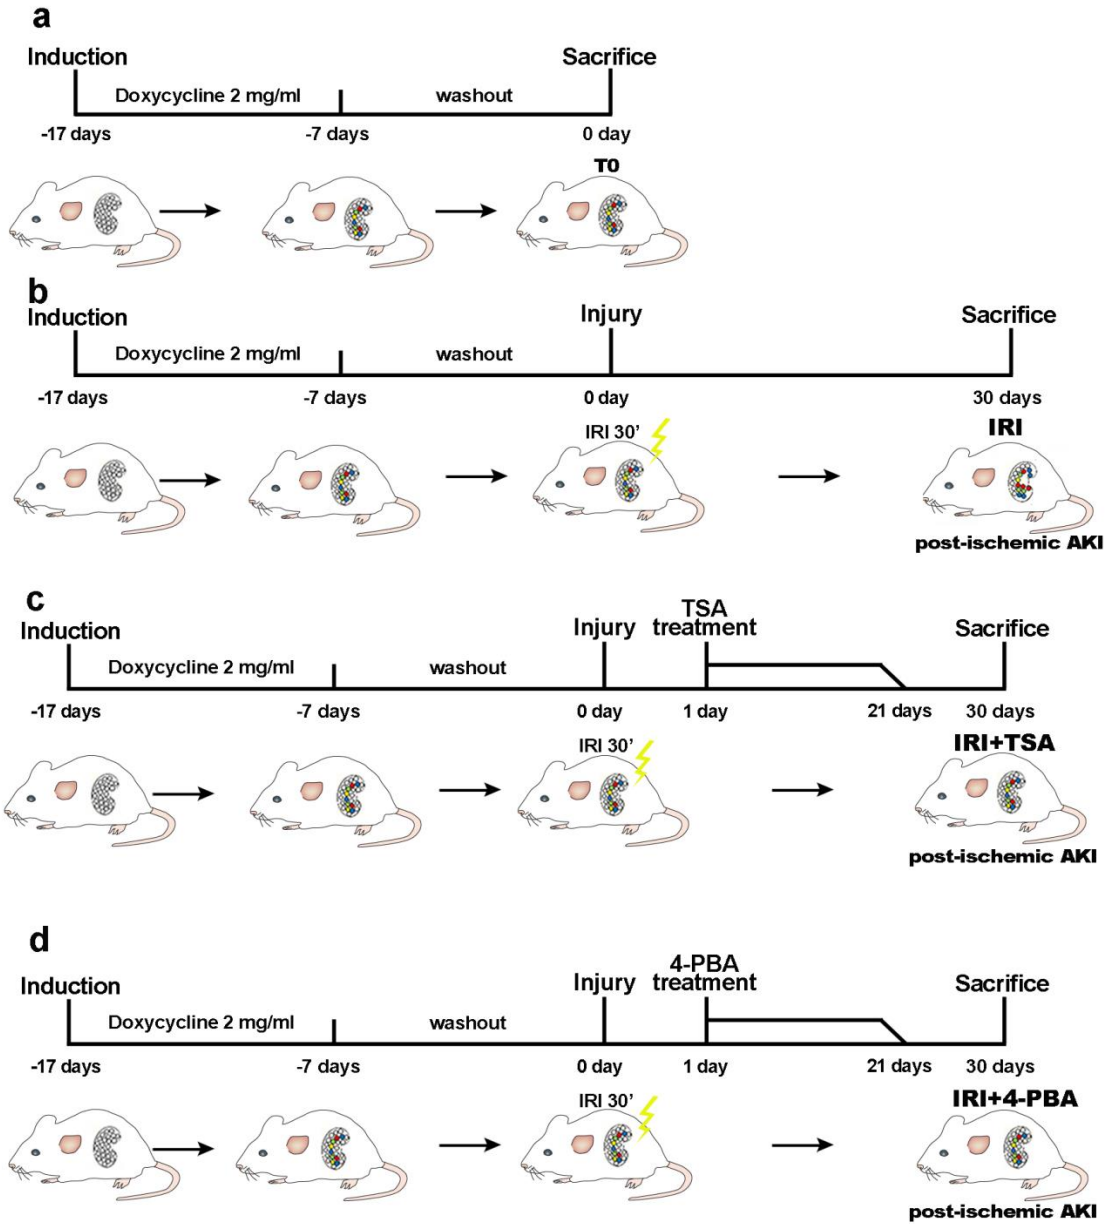 a
Induction Sacrifice
Doxycycline 2 mg/ml washout
-17 days -7 days 0 day
T0
b
Induction Injury Sacrifice
Doxycycline 2 mg/ml washout
-17 days -7 days 0 day 30 days
IRI 30’ IRI
post-ischemic AKI
c
TSA
Induction Injury treatment Sacrifice
Doxycycline 2 mg/ml washout
-17 days -7 days 0 day 1 day 21 days 30 days
IRI 30’ IRI+TSA
post-ischemic AKI
d
4-PBA
Induction Injury treatment Sacrifice
Doxycycline 2 mg/ml washout
-17 days -7 days 0 day 1 day 21 days 30 days
IRI 30’ IRI+4-PBA
post-ischemic AKI